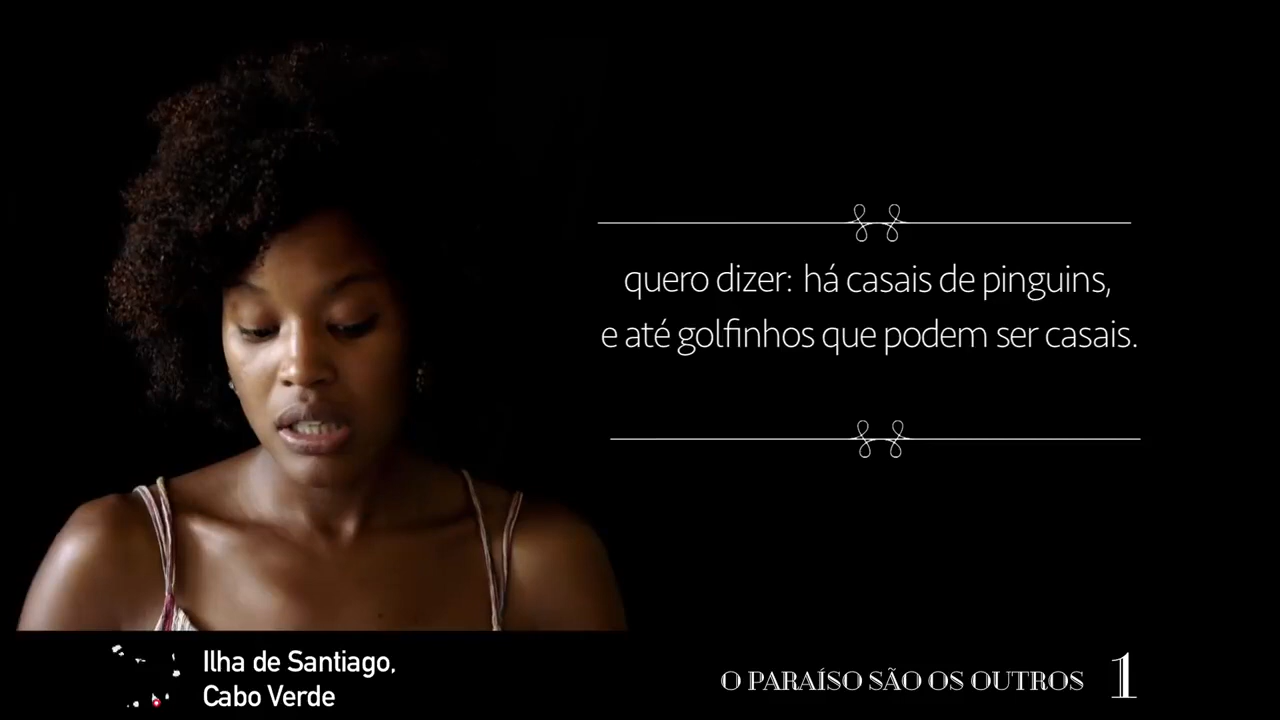 quero dizer: há casais de pinguins,
e até golfinhos que podem ser casais.
Ilha de Santiago,
Cabo Verde
O PARAÍSO SÃO OS OUTROS 1